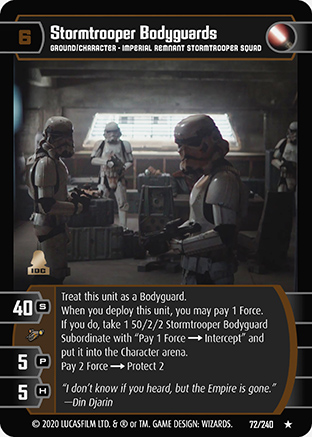 6 Stormtrooper Bodyguards
GROUND/CHARACTER • IMPERIAL REMNANT STORMTROOPER SQUAD
IDC
40 S
Treat this unit as a Bodyguard.
When you deploy this unit, you may pay 1 Force.
If you do, take 1 50/2/2 Stormtrooper Bodyguard
Subordinate with “Pay 1 Force → Intercept” and
put it into the Character arena.
5 P
Pay 2 Force → Protect 2
5 H
“I don’t know if you heard, but the Empire is gone.”
—Din Djarin
© 2020 LUCASFILM LTD. & ® OR TM. GAME DESIGN: WIZARDS. 72/240 ★